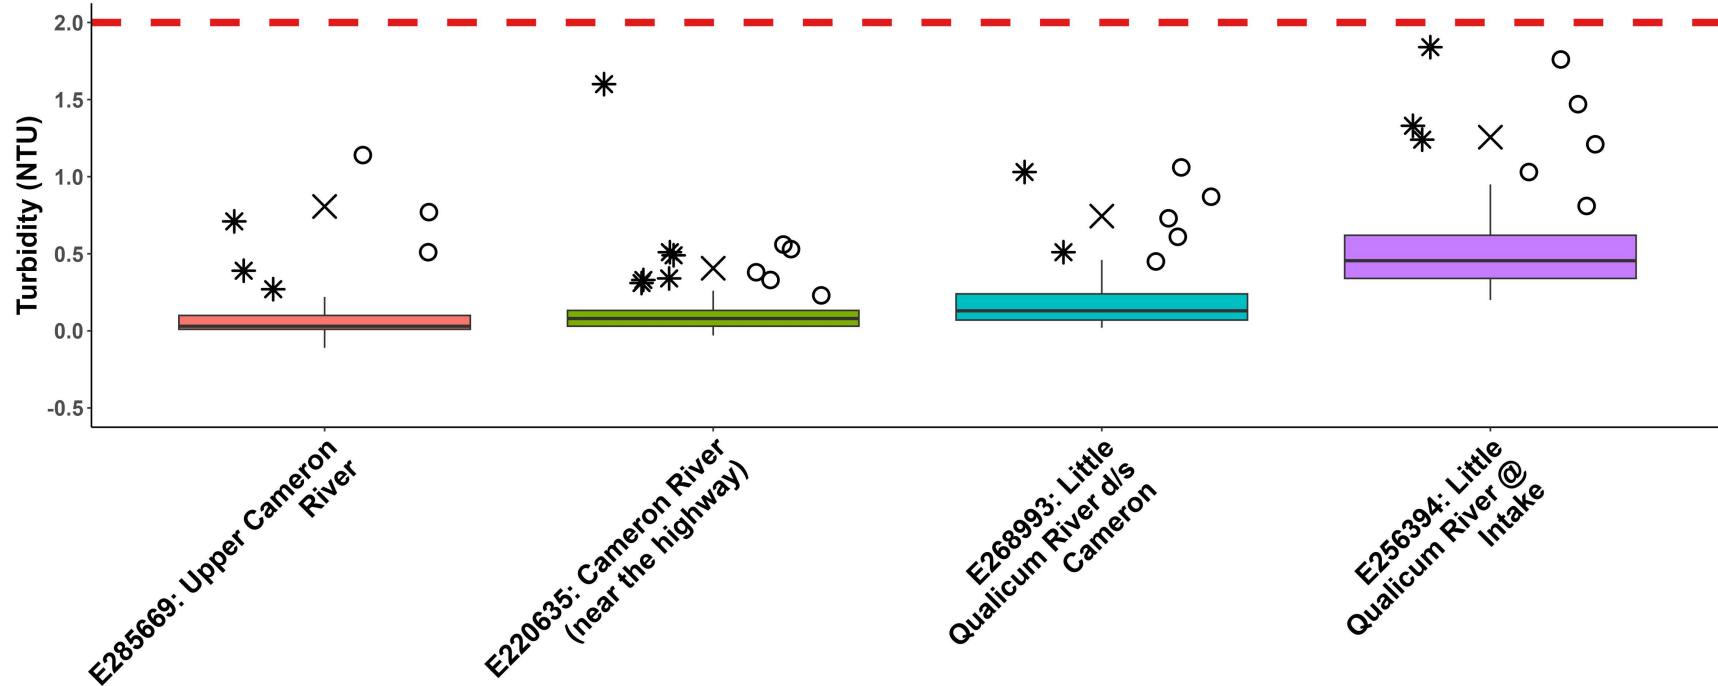 Turbidity (NTU)
2.0
1.5
1.0
0.5
0.0
-0.5
E285669: Upper Cameron
River
E220635: Cameron River
(near the highway)
E268993: Little
Qualicum River d/s
Cameron
E256394: Little
Qualicum River @
Intake